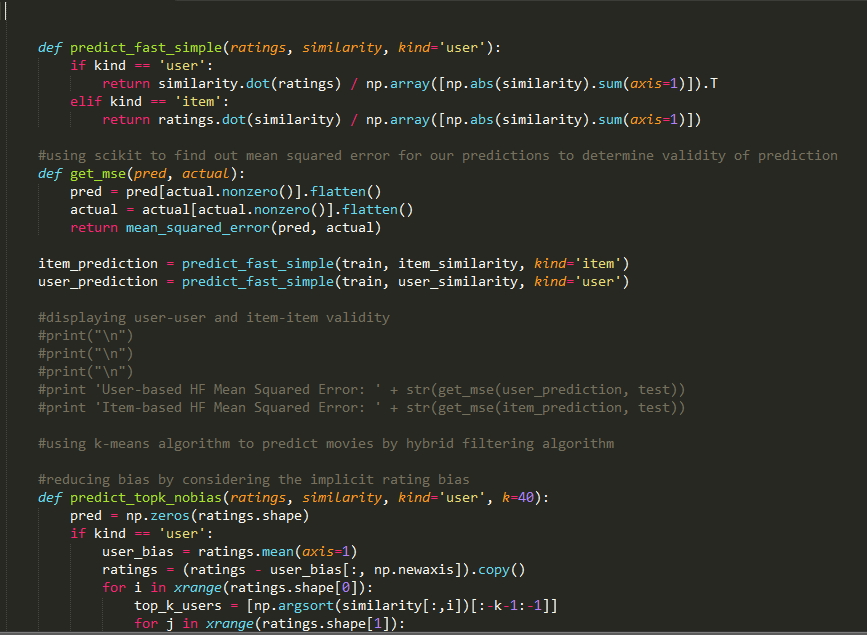 def predict_fast_simple(ratings, similarity, kind='user'):
    if kind == 'user':
        return similarity.dot(ratings) / np.array([np.abs(similarity).sum(axis=1)]).T
    elif kind == 'item':
        return ratings.dot(similarity) / np.array([np.abs(similarity).sum(axis=1)])
#using scikit to find out mean squared error for our predictions to determine validity of prediction
def get_mse(pred, actual):
    pred = pred[actual.nonzero()].flatten()
    actual = actual[actual.nonzero()].flatten()
    return mean_squared_error(pred, actual)
item_prediction = predict_fast_simple(train, item_similarity, kind='item')
user_prediction = predict_fast_simple(train, user_similarity, kind='user')
#displaying user-user and item-item validity
#print("\n")
#print("\n")
#print("\n")
#print 'User-based HF Mean Squared Error: ' + str(get_mse(user_prediction, test))
#print 'Item-based HF Mean Squared Error: ' + str(get_mse(item_prediction, test))
#using k-means algorithm to predict movies by hybrid filtering algorithm
#reducing bias by considering the implicit rating bias
def predict_topk_nobias(ratings, similarity, kind='user', k=40):
    pred = np.zeros(ratings.shape)
    if kind == 'user':
        user_bias = ratings.mean(axis=1)
        ratings = (ratings - user_bias[:, np.newaxis]).copy()
        for i in xrange(ratings.shape[0]):
            top_k_users = [np.argsort(similarity[:,i])[:-k-1:-1]]
            for j in xrange(ratings.shape[1]):